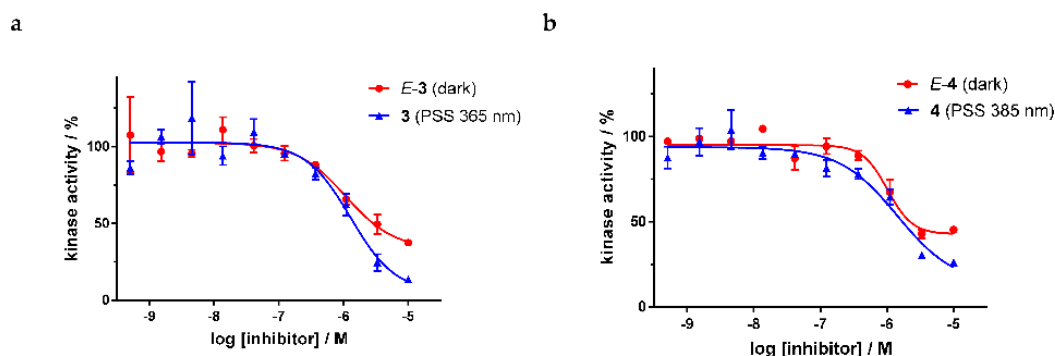 a
kinase activity / %
100
50
0
-9 -8 -7 -6 -5
log [inhibitor] / M
E-3 (dark)
3 (PSS 365 nm)
b
kinase activity / %
100
50
0
-9 -8 -7 -6 -5
log [inhibitor] / M
E-4 (dark)
4 (PSS 385 nm)